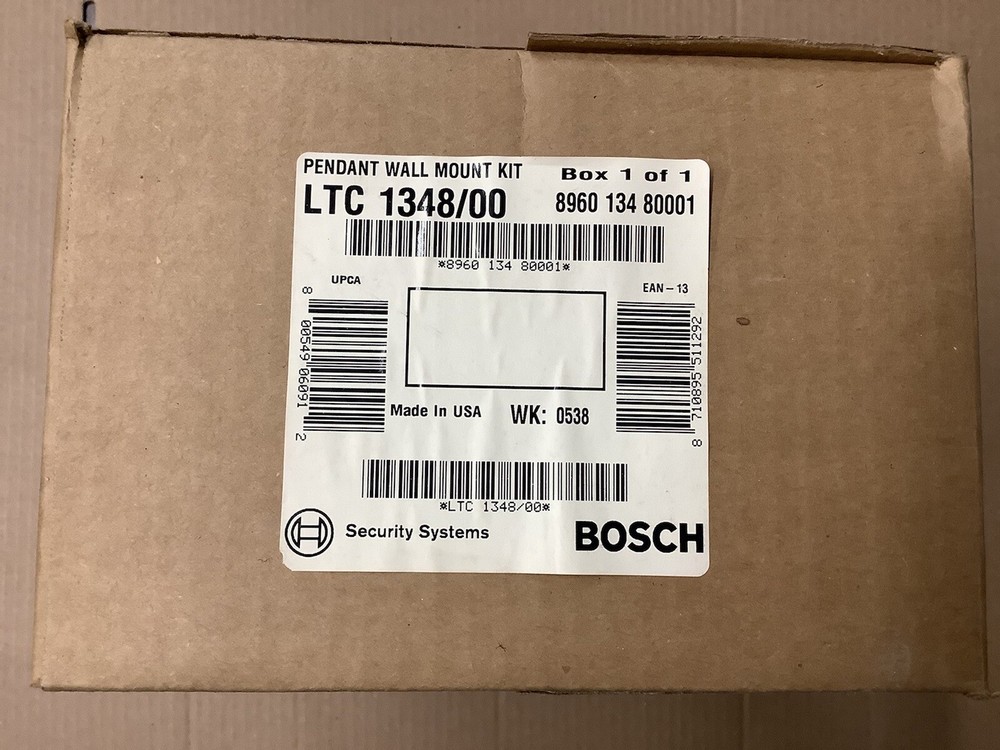 PENDANT WALL MOUNT KIT Box 1 of 1
LTC 1348/00 8960 134 80001
*8960 134 80001*
UPCA EAN-13
8 00549 06091 2
8 710895 511292
Made In USA WK: 0538
*LTC 1348/00*
Security Systems BOSCH